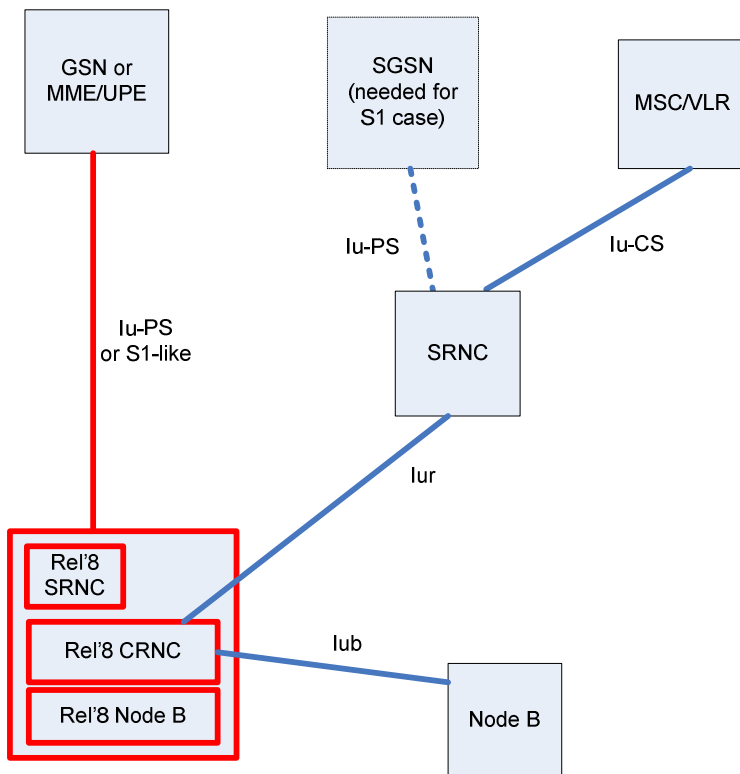 GSN or
MME/UPE
SGSN
(needed for
S1 case)
MSC/VLR
Iu-PS
Iu-CS
Iu-PS
or S1-like
SRNC
Iur
Rel'8
SRNC
Rel'8 CRNC
Iub
Rel'8 Node B
Node B